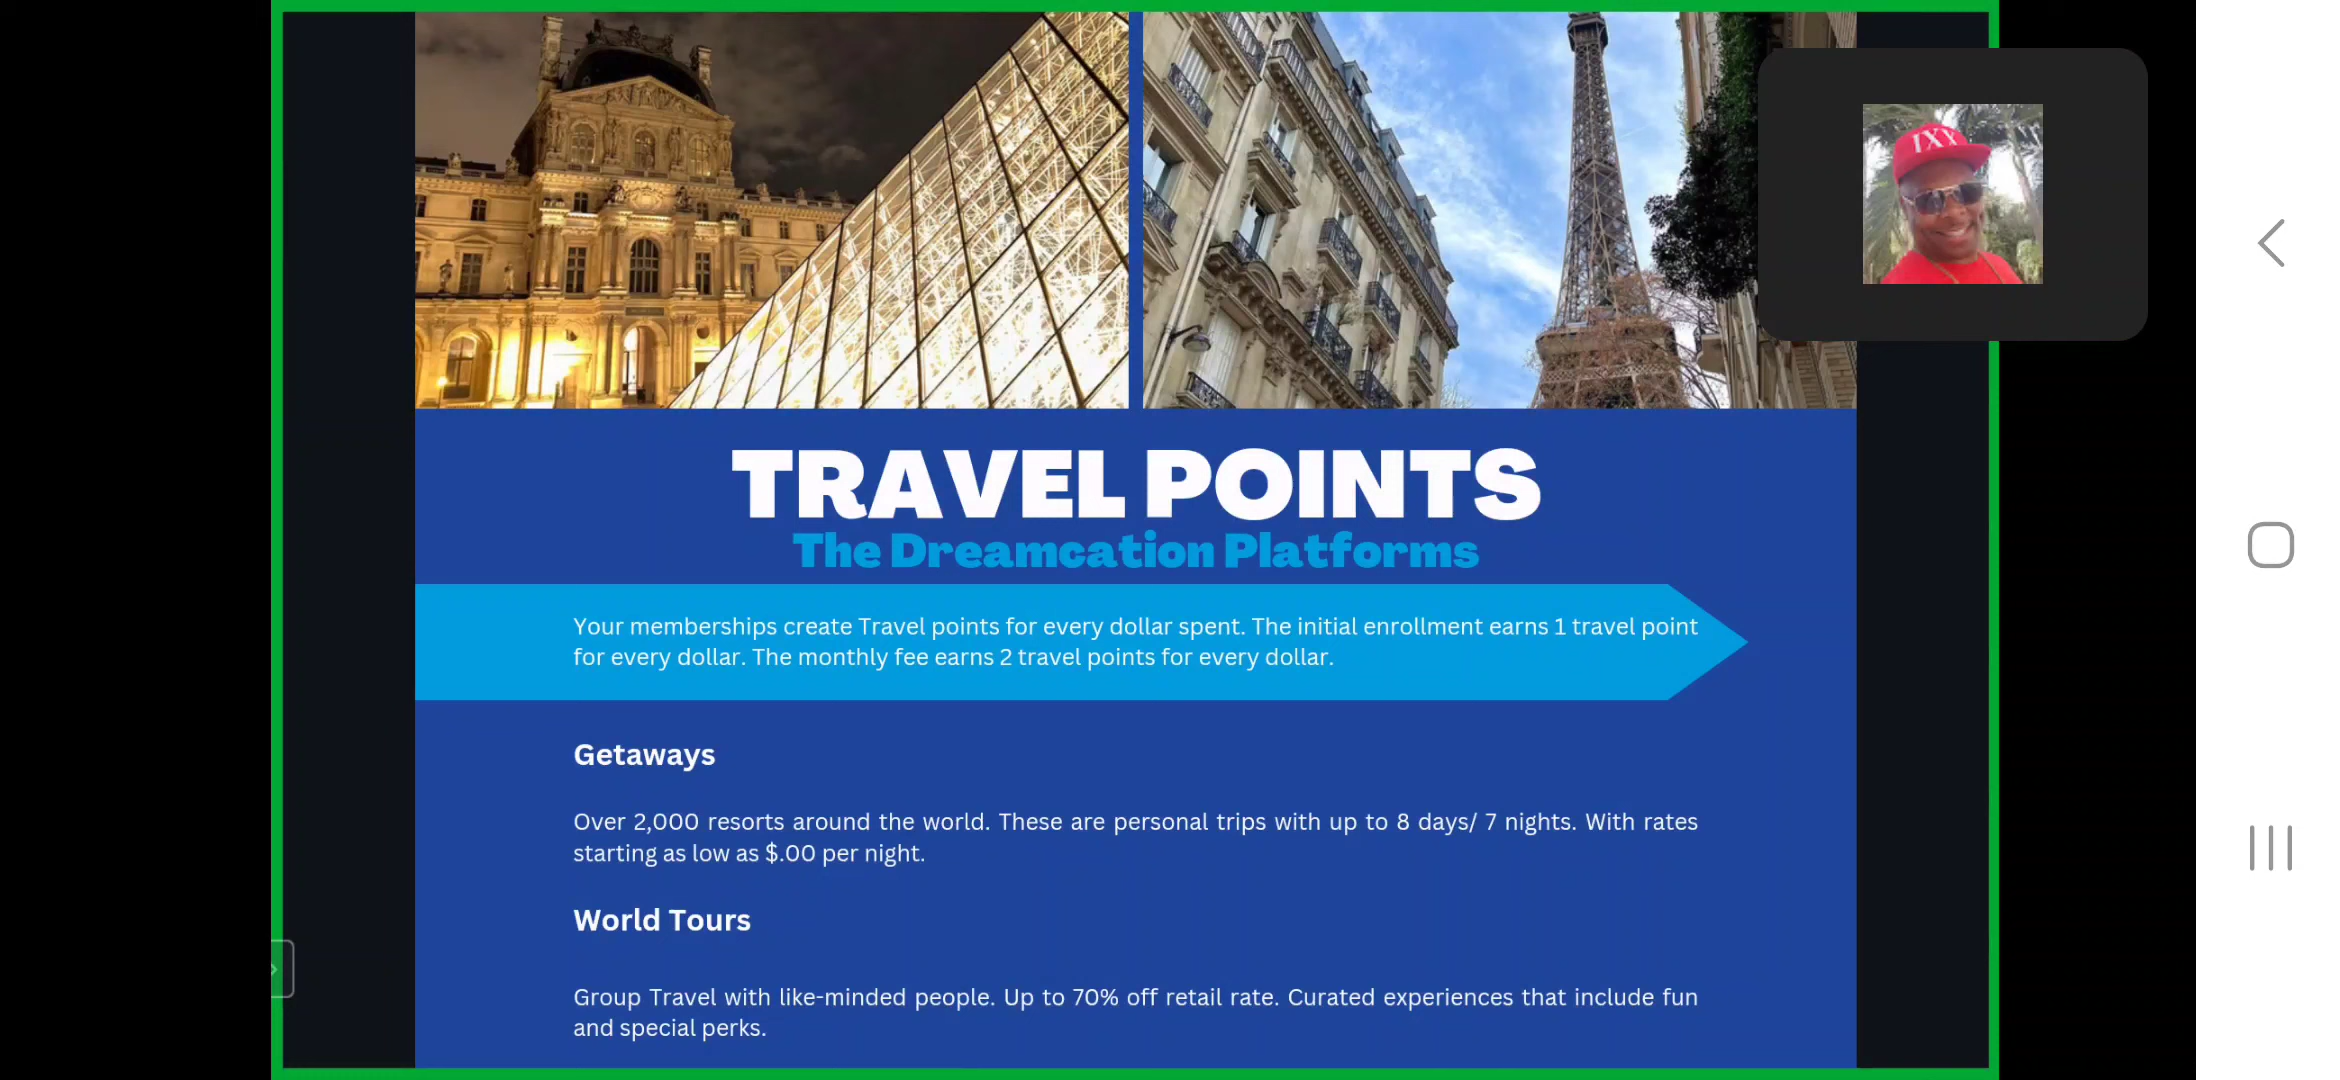 IXX
TRAVEL POINTS
The Dreamcation Platforms
Your memberships create Travel points for every dollar spent. The initial enrollment earns 1 travel point
for every dollar. The monthly fee earns 2 travel points for every dollar.
Getaways
Over 2,000 resorts around the world. These are personal trips with up to 8 days/ 7 nights. With rates
starting as low as $.00 per night.
World Tours
Group Travel with like-minded people. Up to 70% off retail rate. Curated experiences that include fun
and special perks.